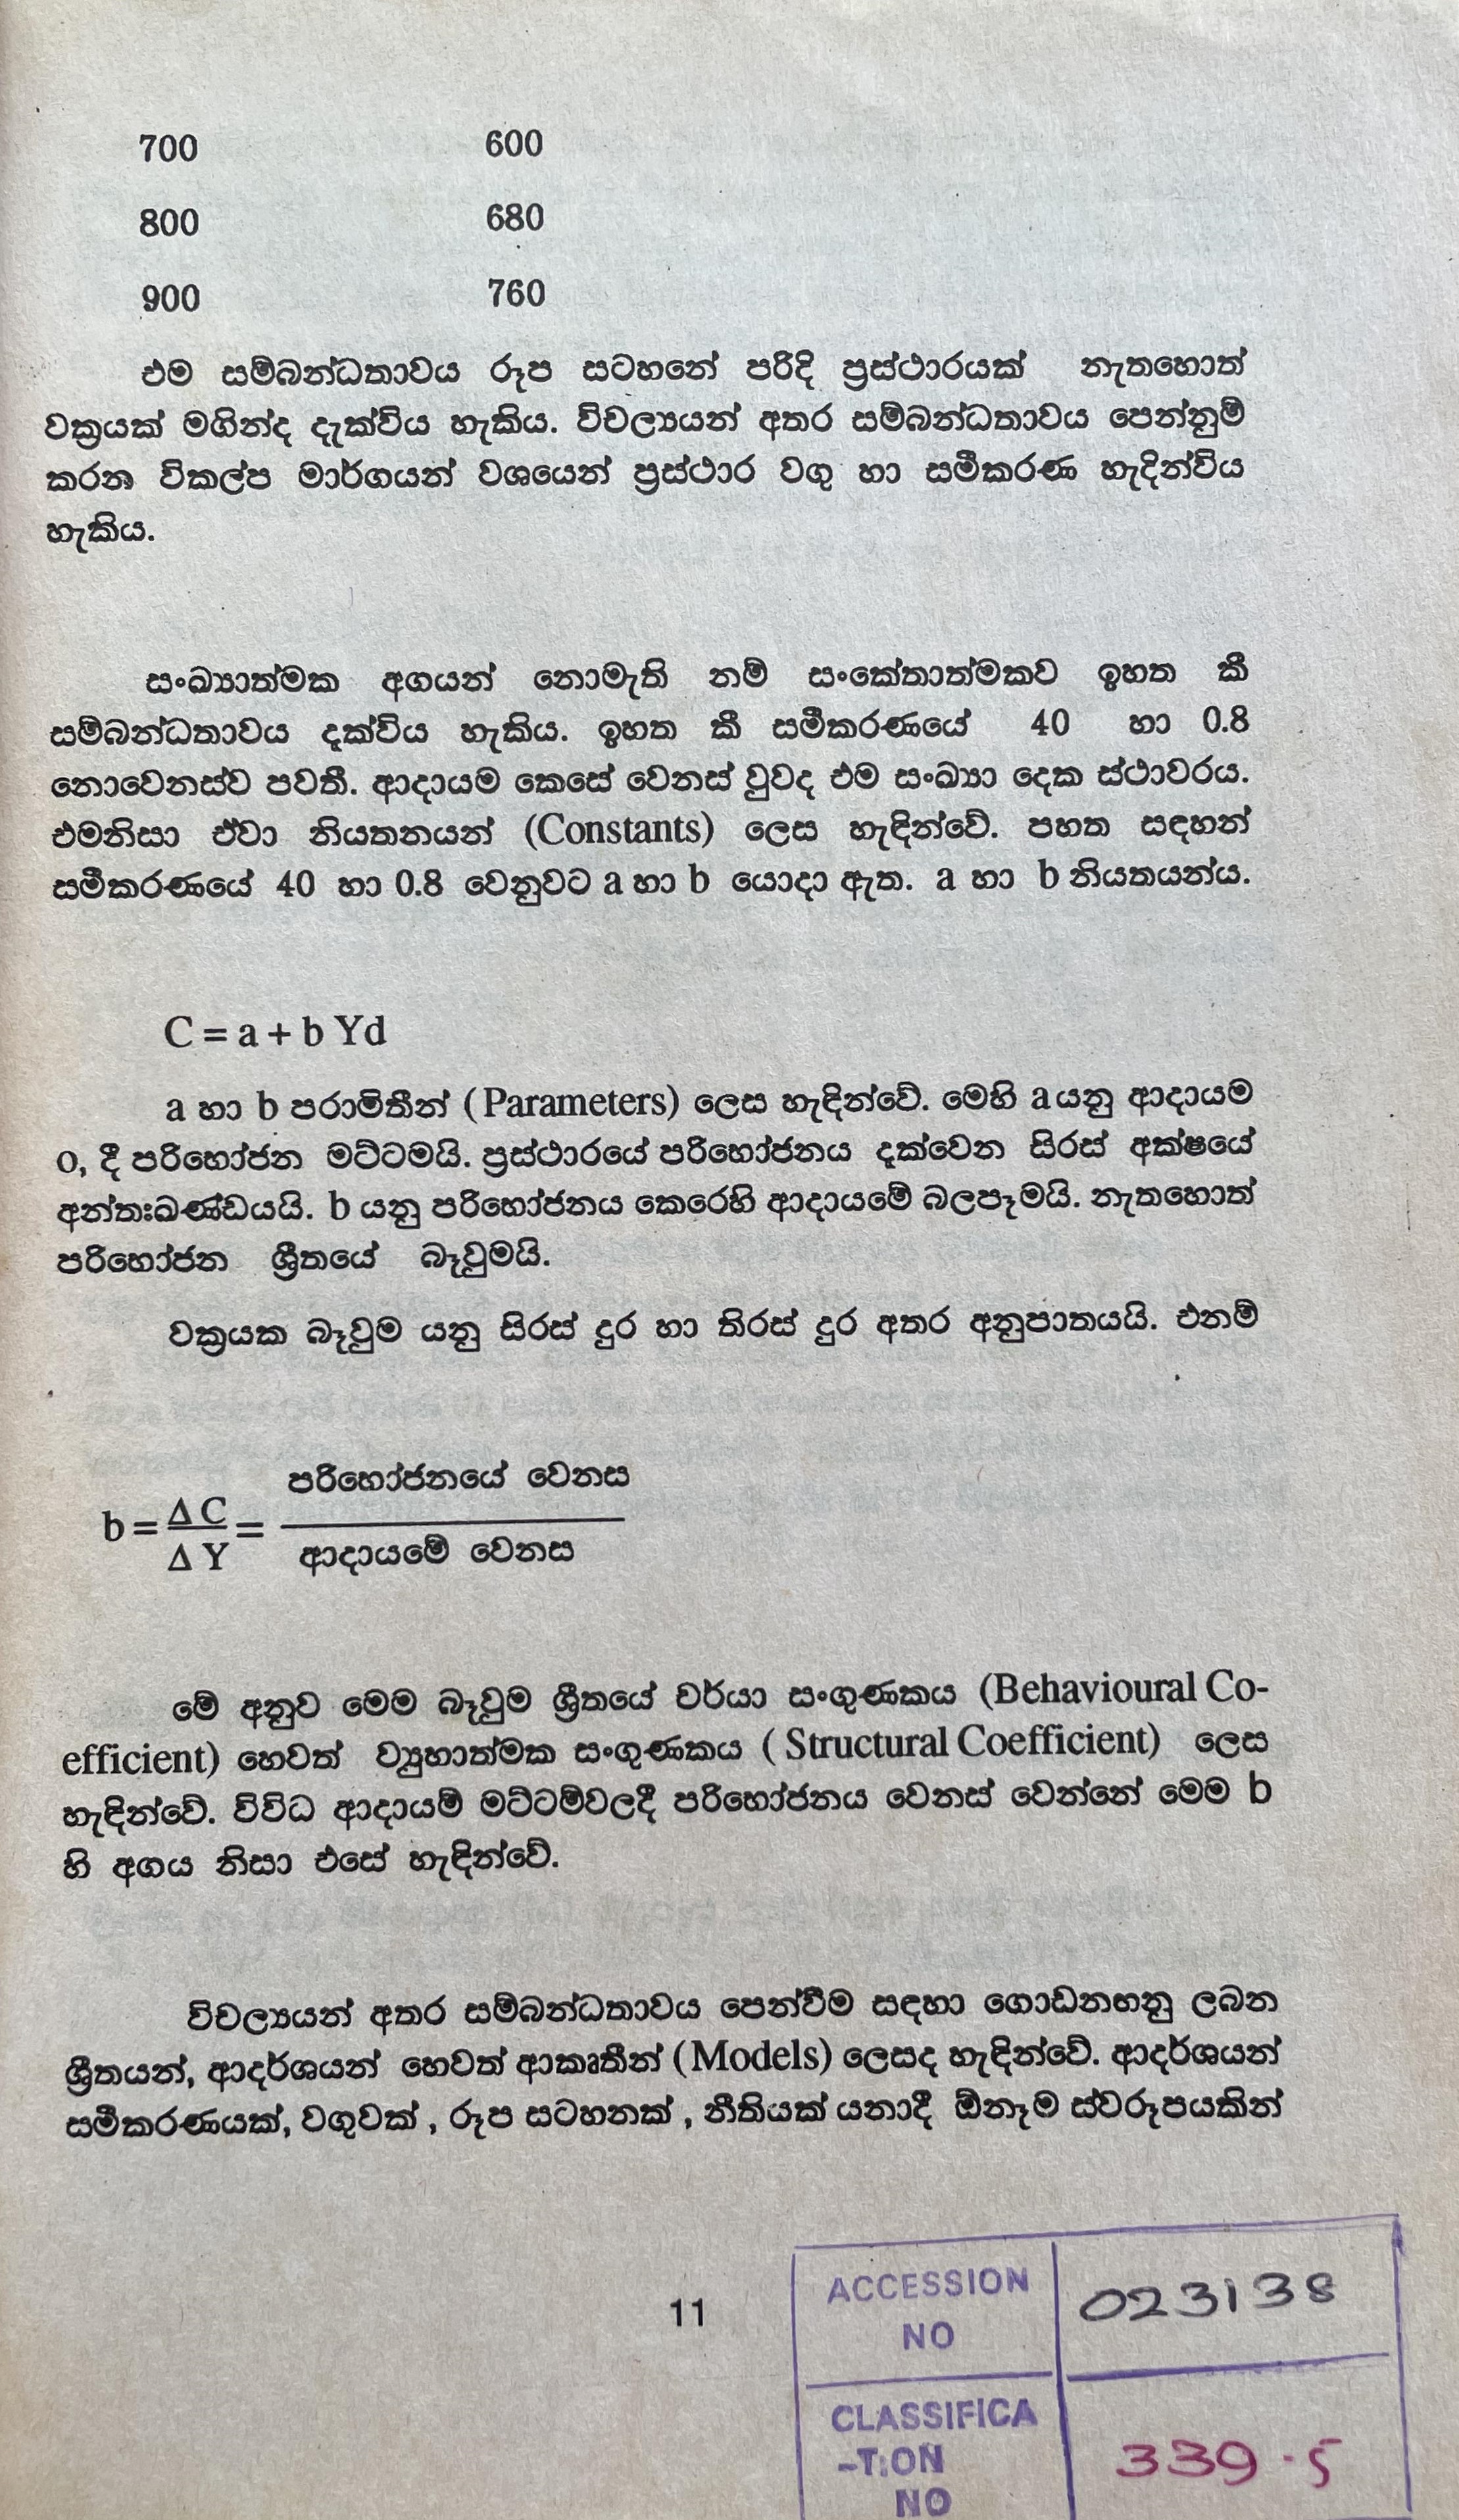 700 600
800 680
900 760
එම සම්බන්ධතාවය රූප සටහනේ පරිදි ප්‍රස්ථාරයක් නැතහොත්
වක්‍රයක් මගින්ද දැක්විය හැකිය. විචල්‍යයන් අතර සම්බන්ධතාවය පෙන්නුම්
කරන විකල්ප මාර්ගයන් වශයෙන් ප්‍රස්ථාර වගු හා සමීකරණ හැදින්විය
හැකිය.
සංඛ්‍යාත්මක අගයන් නොමැති නම් සංකේතාත්මකව ඉහත කී
සම්බන්ධතාවය දක්විය හැකිය. ඉහත කී සමීකරණයේ 40 හා 0.8
නොවෙනස්ව පවතී. ආදායම කෙසේ වෙනස් වුවද එම සංඛ්‍යා දෙක ස්ථාවරය.
එමනිසා ඒවා නියතනයන් (Constants) ලෙස හැඳින්වේ. පහත සඳහන්
සමීකරණයේ 40 හා 0.8 වෙනුවට a හා b යොදා ඇත. a හා b නියතයන්ය.
C = a + b Yd
a හා b පරාමිතීන් (Parameters) ලෙස හැඳින්වේ. මෙහි a යනු ආදායම
0, දී පරිභෝජන මට්ටමයි. ප්‍රස්ථාරයේ පරිභෝජනය දක්වෙන සිරස් අක්ෂයේ
අන්තඃඛණ්ඩයයි. b යනු පරිභෝජනය කෙරෙහි ආදායමේ බලපෑමයි. නැතහොත්
පරිභෝජන ශ්‍රිතයේ බෑවුමයි.
වක්‍රයක බෑවුම යනු සිරස් දුර හා තිරස් දුර අතර අනුපාතයයි. එනම්
පරිභෝජනයේ වෙනස
b = Δ C =
Δ Y ආදායමේ වෙනස
මේ අනුව මෙම බෑවුම ශ්‍රිතයේ චර්යා සංගුණකය (Behavioural Co-
efficient) හෙවත් ව්‍යුහාත්මක සංගුණකය ( Structural Coefficient) ලෙස
හැඳින්වේ. විවිධ ආදායම් මට්ටම්වලදී පරිභෝජනය වෙනස් වෙන්නේ මෙම b
හි අගය නිසා එසේ හැඳින්වේ.
විචල්‍යයන් අතර සම්බන්ධතාවය පෙන්වීම සඳහා ගොඩනඟනු ලබන
ශ්‍රිතයන්, ආදර්ශයන් හෙවත් ආකෘතීන් (Models) ලෙසද හැඳින්වේ. ආදර්ශයන්
සමීකරණයක්, වගුවක් , රූප සටහනක් , නීතියක් යනාදී ඕනෑම ස්වරූපයකින්
11
ACCESSION 023138
NO
CLASSIFICA
-TION 339.5
NO